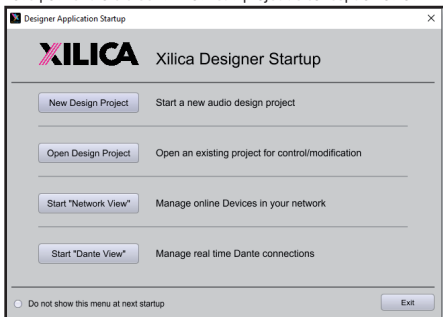 Designer Application Startup
XILICA Xilica Designer Startup
New Design Project Start a new audio design project
Open Design Project Open an existing project for control/modification
Start "Network View" Manage online Devices in your network
Start "Dante View" Manage real time Dante connections
Do not show this menu at next startup Exit